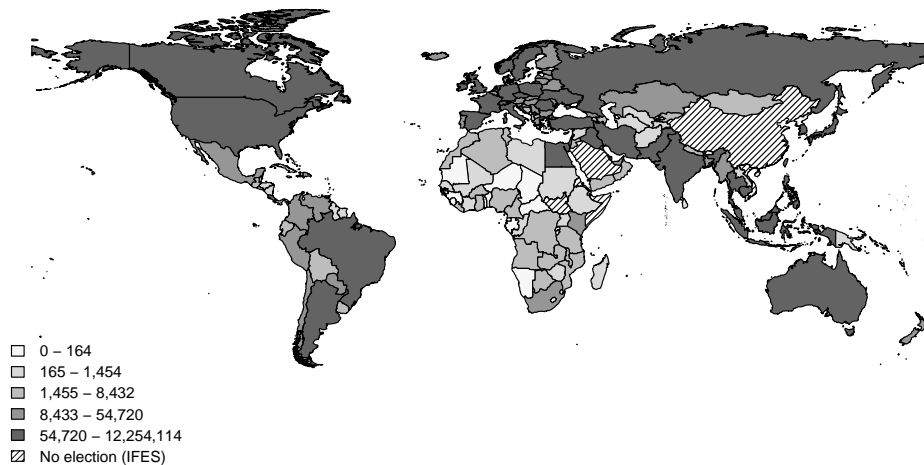 0 − 164
165 − 1,454
1,455 − 8,432
8,433 − 54,720
54,720 − 12,254,114
No election (IFES)